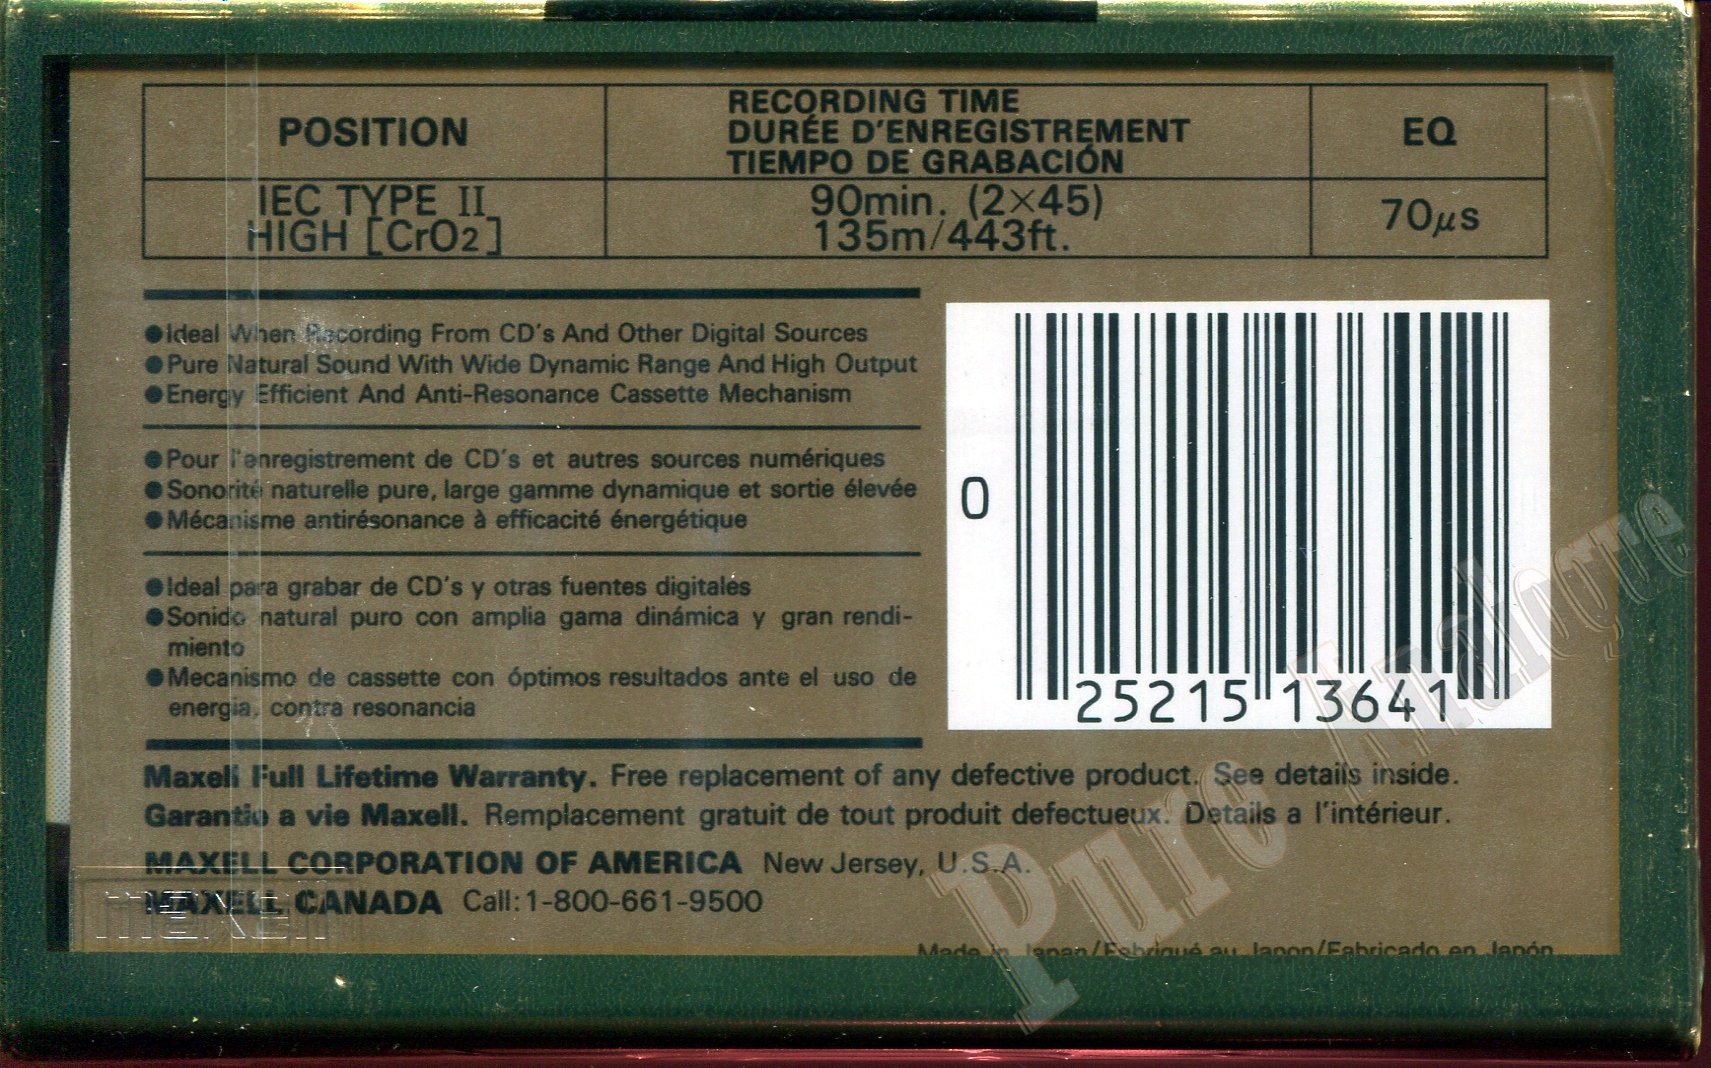 POSITION
RECORDING TIME
DURÉE D'ENREGISTREMENT
TIEMPO DE GRABACIÓN
EQ
IEC TYPE II
HIGH [CrO2]
90min. (2×45)
135m/443ft.
70µs
●Ideal When Recording From CD's And Other Digital Sources
●Pure Natural Sound With Wide Dynamic Range And High Output
●Energy Efficient And Anti-Resonance Cassette Mechanism
●Pour l'enregistrement de CD's et autres sources numériques
●Sonorité naturelle pure, large gamme dynamique et sortie élevée
●Mécanisme antirésonance à efficacité énergétique
●Ideal para grabar de CD's y otras fuentes digitales
●Sonido natural puro con amplia gama dinámica y gran rendi-
miento
●Mecanismo de cassette con óptimos resultados ante el uso de
energia, contra resonancia
0 25215 13641
Maxell Full Lifetime Warranty. Free replacement of any defective product. See details inside.
Garantie a vie Maxell. Remplacement gratuit de tout produit defectueux. Details a l'intérieur.
MAXELL CORPORATION OF AMERICA New Jersey, U.S.A.
MAXELL CANADA Call:1-800-661-9500
maxell
Made in Japan/Fabriqué au Japon/Fabricado en Japón
Pure Analogue